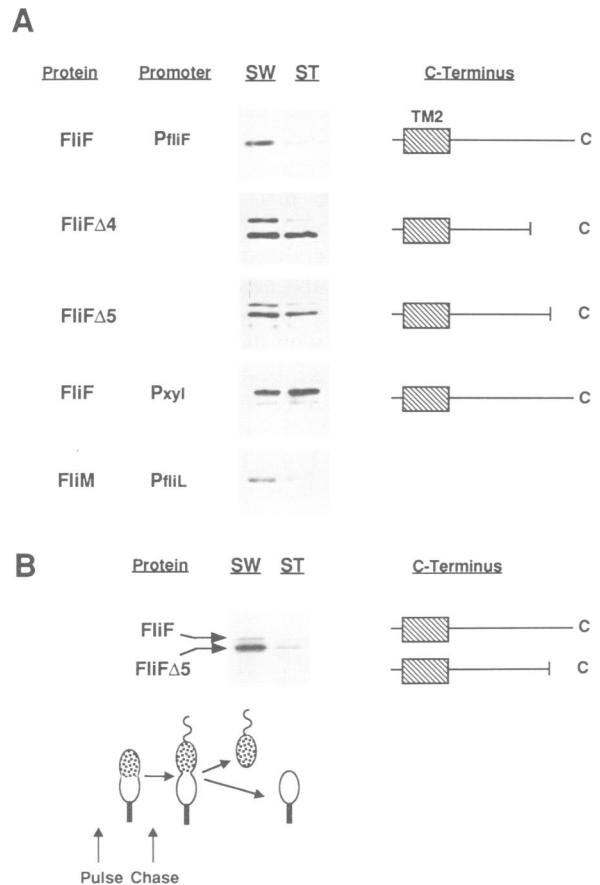 A
Protein Promoter SW ST C-Terminus
TM2
FliF PfliF C
FliFΔ4 C
FliFΔ5 C
FliF Pxyl C
FliM PfliL
B
Protein SW ST C-Terminus
FliF C
FliFΔ5 C
Pulse Chase